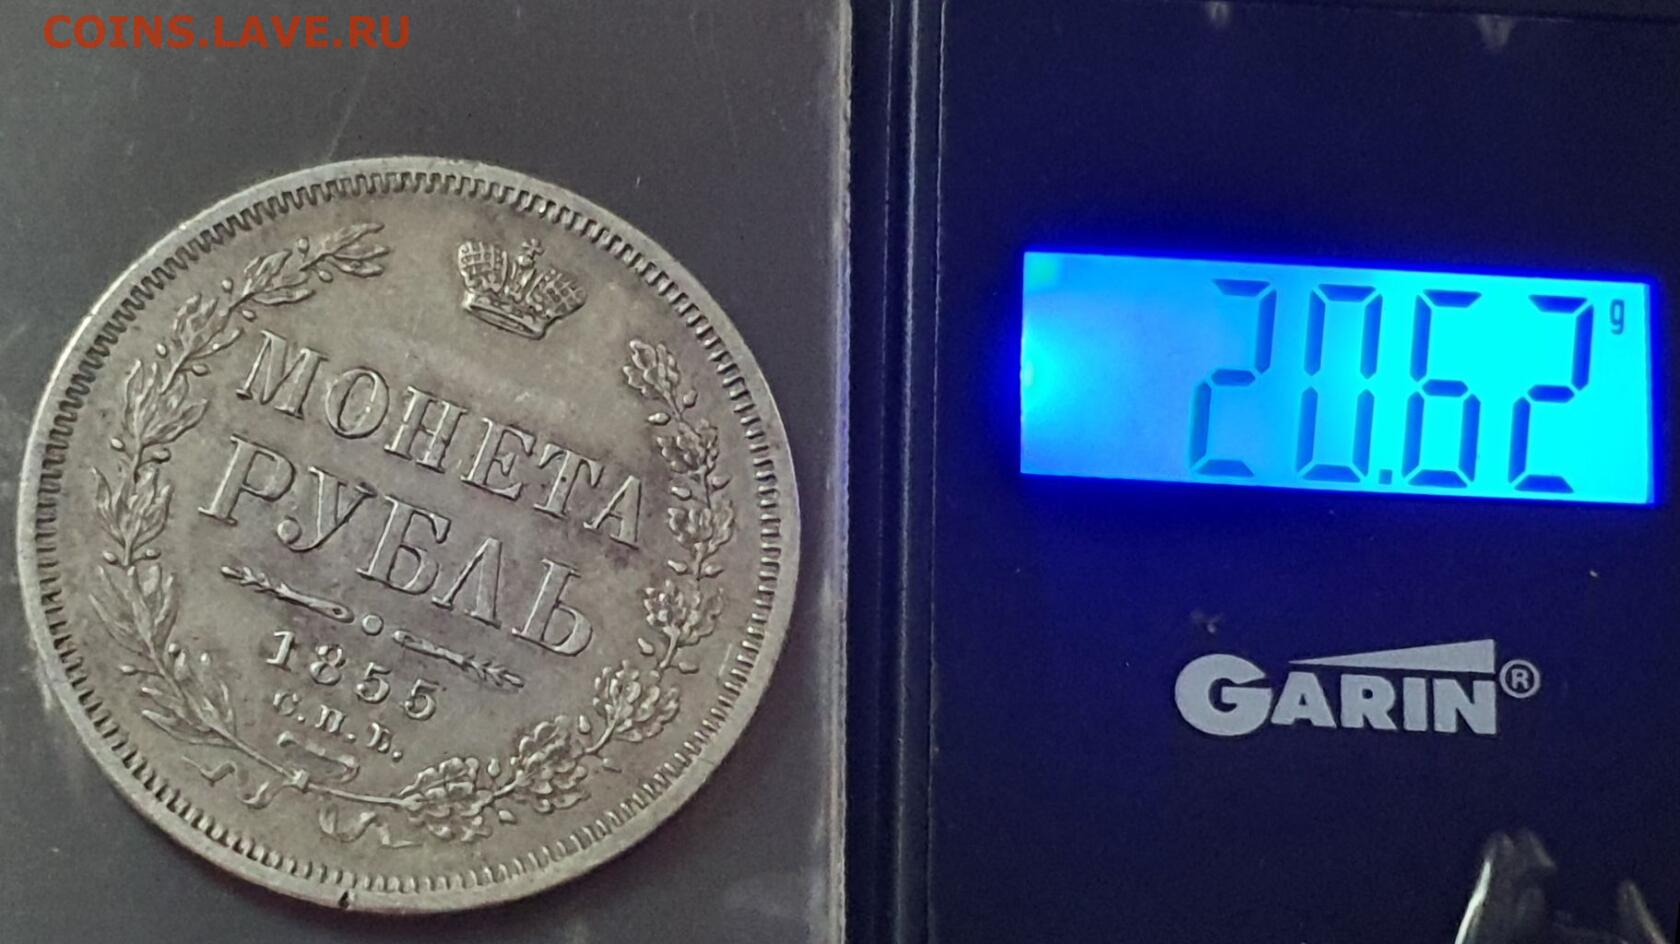 COINS.LAVE.RU
МОНЕТА
РУБЛЬ
1855
С.П.Б.
20.62 g
GARIN®